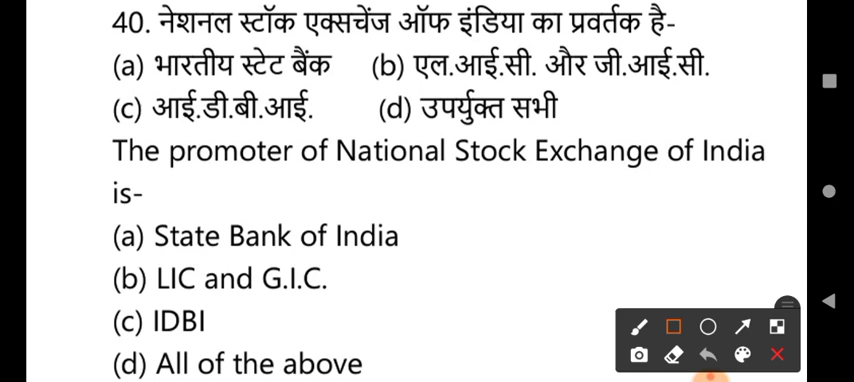 40. नेशनल स्टॉक एक्सचेंज ऑफ इंडिया का प्रवर्तक है-
(a) भारतीय स्टेट बैंक (b) एल.आई.सी. और जी.आई.सी.
(c) आई.डी.बी.आई. (d) उपर्युक्त सभी
The promoter of National Stock Exchange of India
is-
(a) State Bank of India
(b) LIC and G.I.C.
(c) IDBI
(d) All of the above